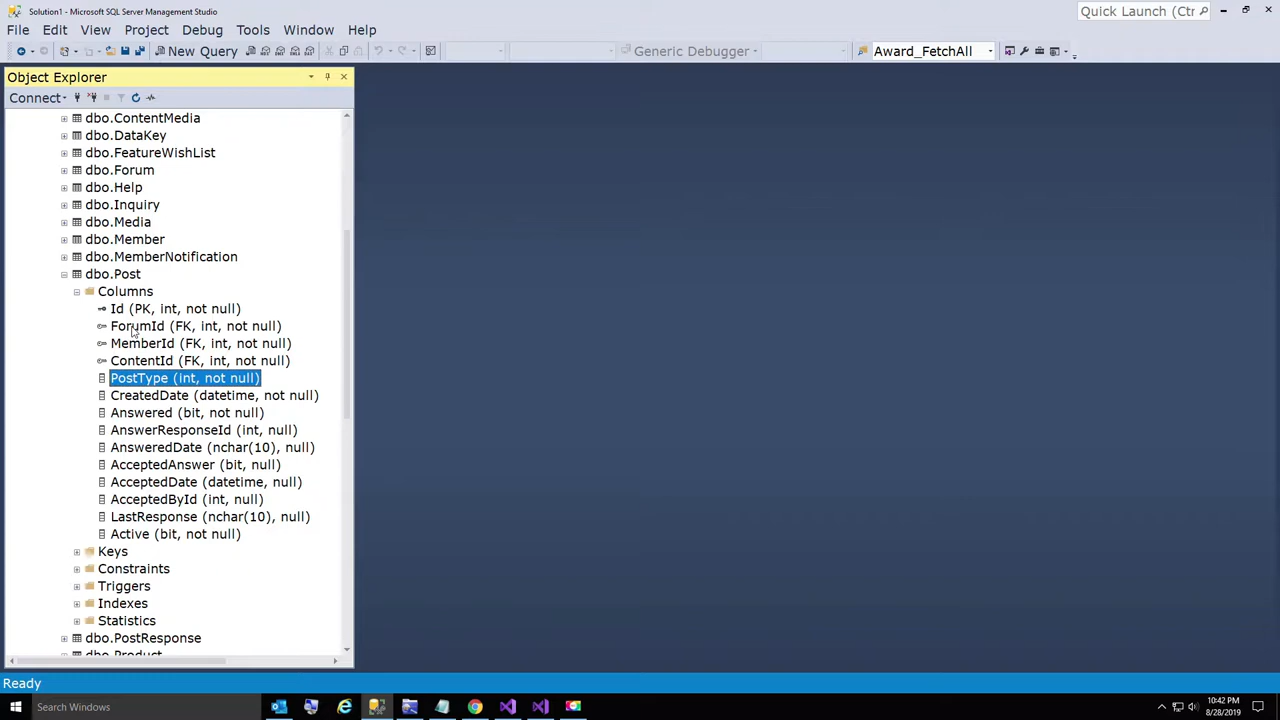 Solution1 - Microsoft SQL Server Management Studio
Quick Launch (Ctr
File Edit View Project Debug Tools Window Help
New Query
Generic Debugger
Award_FetchAll
Object Explorer
Connect
dbo.ContentMedia
dbo.DataKey
dbo.FeatureWishList
dbo.Forum
dbo.Help
dbo.Inquiry
dbo.Media
dbo.Member
dbo.MemberNotification
dbo.Post
Columns
Id (PK, int, not null)
ForumId (FK, int, not null)
MemberId (FK, int, not null)
ContentId (FK, int, not null)
PostType (int, not null)
CreatedDate (datetime, not null)
Answered (bit, not null)
AnswerResponseId (int, null)
AnsweredDate (nchar(10), null)
AcceptedAnswer (bit, null)
AcceptedDate (datetime, null)
AcceptedById (int, null)
LastResponse (nchar(10), null)
Active (bit, not null)
Keys
Constraints
Triggers
Indexes
Statistics
dbo.PostResponse
dbo.Product
Ready
Search Windows
10:42 PM
8/28/2019